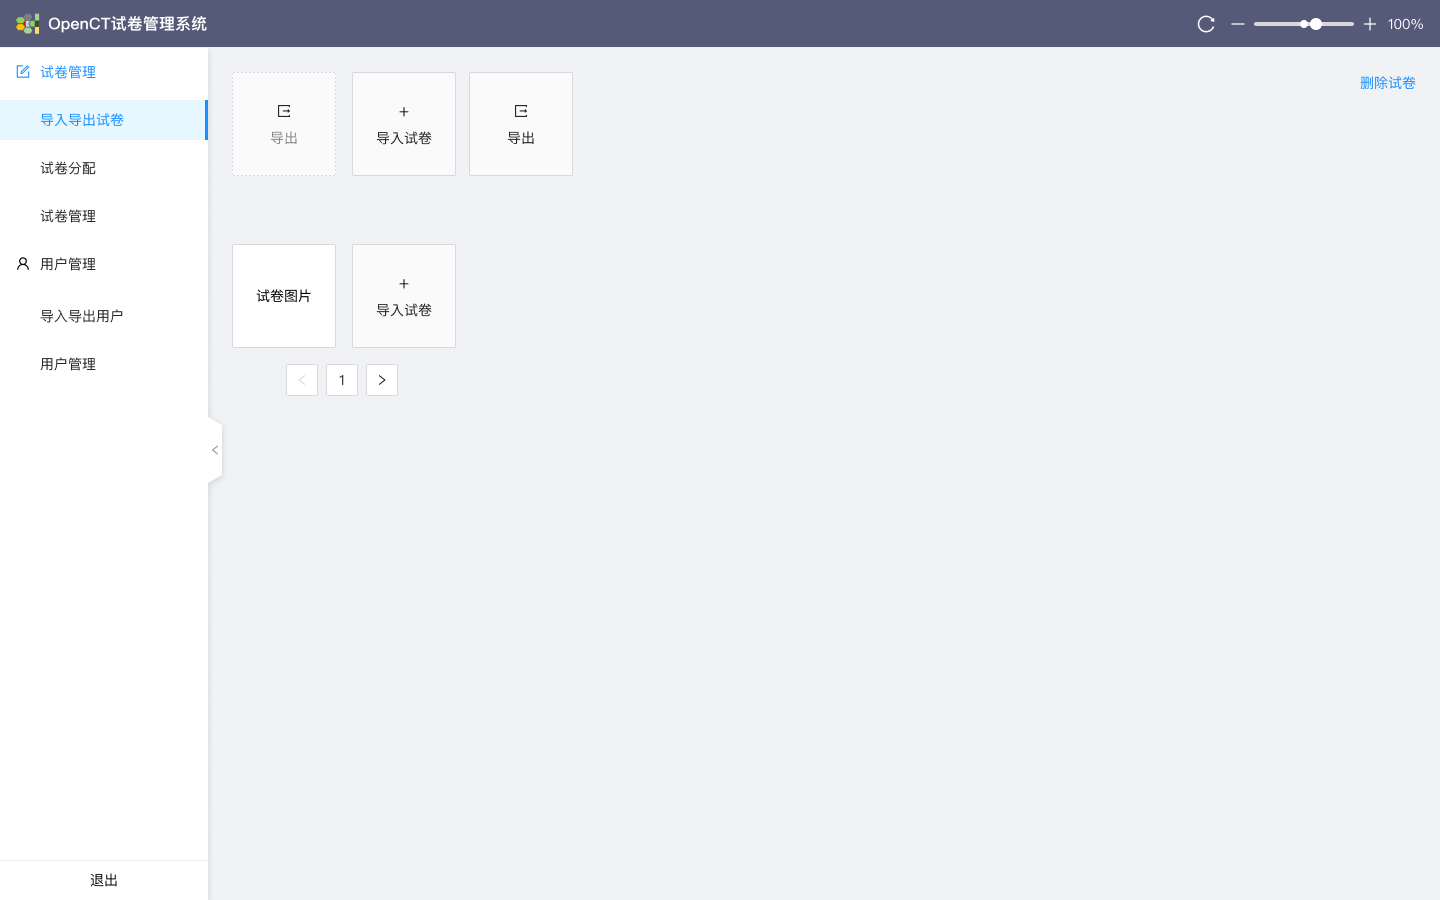 OpenCT试卷管理系统
100%
试卷管理
导入导出试卷
试卷分配
试卷管理
用户管理
导入导出用户
用户管理
退出
导出
导入试卷
导出
删除试卷
试卷图片
导入试卷
1